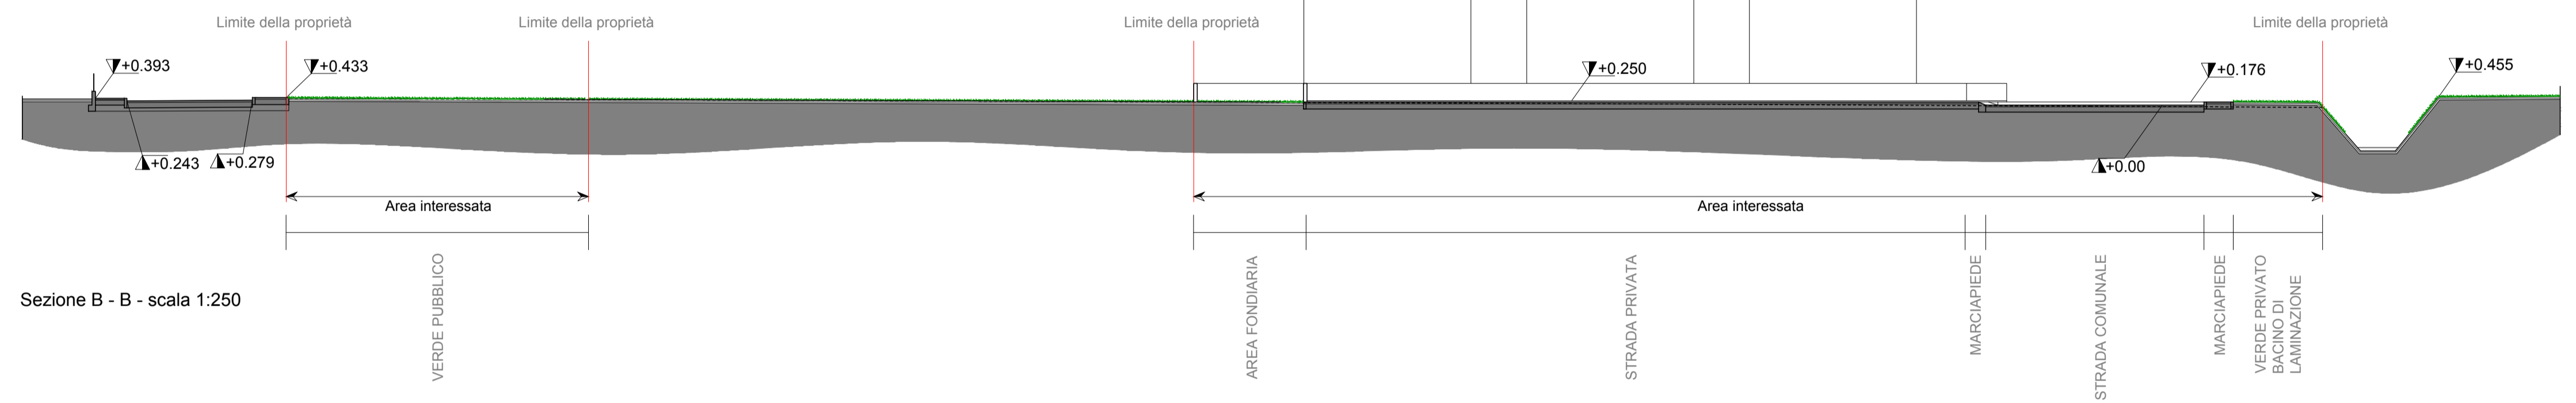 Limite della proprietà
Limite della proprietà
Limite della proprietà
Limite della proprietà
+0.393
+0.433
+0.250
+0.176
+0.455
+0.243
+0.279
+0.00
Area interessata
Area interessata
VERDE PUBBLICO
AREA FONDIARIA
STRADA PRIVATA
MARCIAPIEDE
STRADA COMUNALE
MARCIAPIEDE
VERDE PRIVATO
BACINO DI
LAMINAZIONE
Sezione B - B - scala 1:250